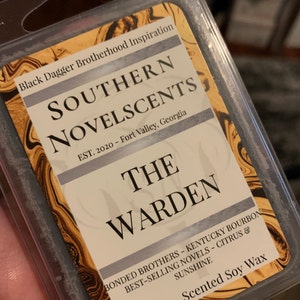 Black Dagger Brotherhood Inspiration
SOUTHERN
NOVELSCENTS
EST. 2020 - Fort Valley, Georgia
THE
WARDEN
BONDED BROTHERS - KENTUCKY BOURBON
BEST-SELLING NOVELS - CITRUS &
SUNSHINE
Scented Soy Wax